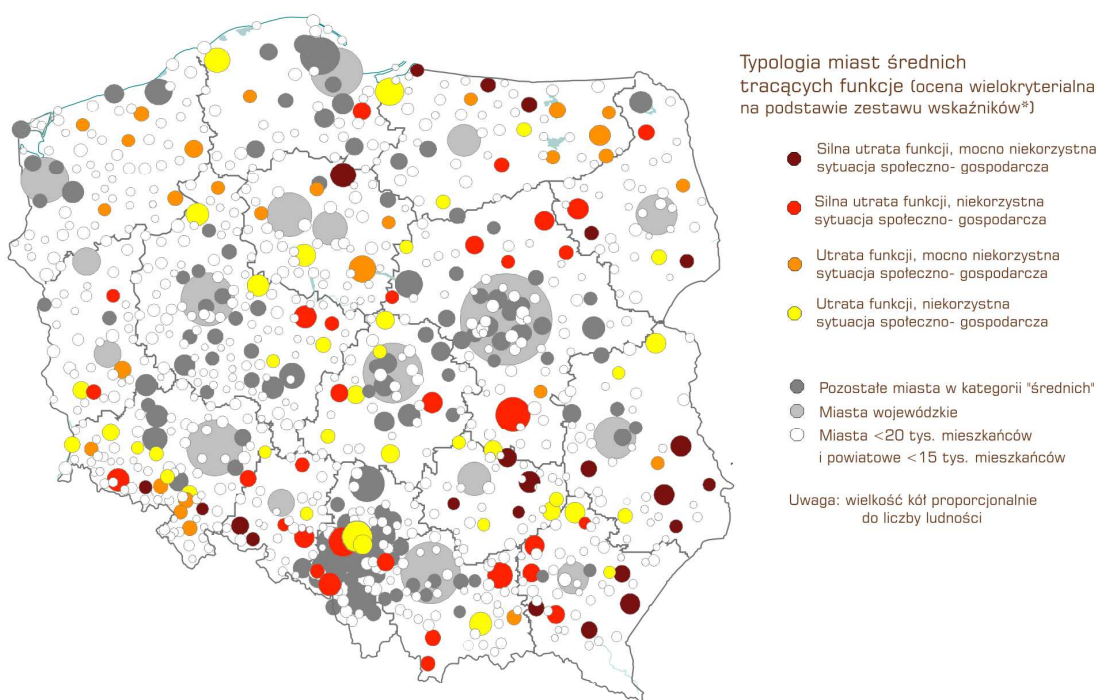 Typologia miast średnich
tracących funkcje (ocena wielokryterialna
na podstawie zestawu wskaźników*)
Silna utrata funkcji, mocno niekorzystna
sytuacja społeczno- gospodarcza
Silna utrata funkcji, niekorzystna
sytuacja społeczno- gospodarcza
Utrata funkcji, mocno niekorzystna
sytuacja społeczno- gospodarcza
Utrata funkcji, niekorzystna
sytuacja społeczno- gospodarcza
Pozostałe miasta w kategorii "średnich"
Miasta wojewódzkie
Miasta <20 tys. mieszkańców
i powiatowe <15 tys. mieszkańców
Uwaga: wielkość kół proporcjonalnie
do liczby ludności